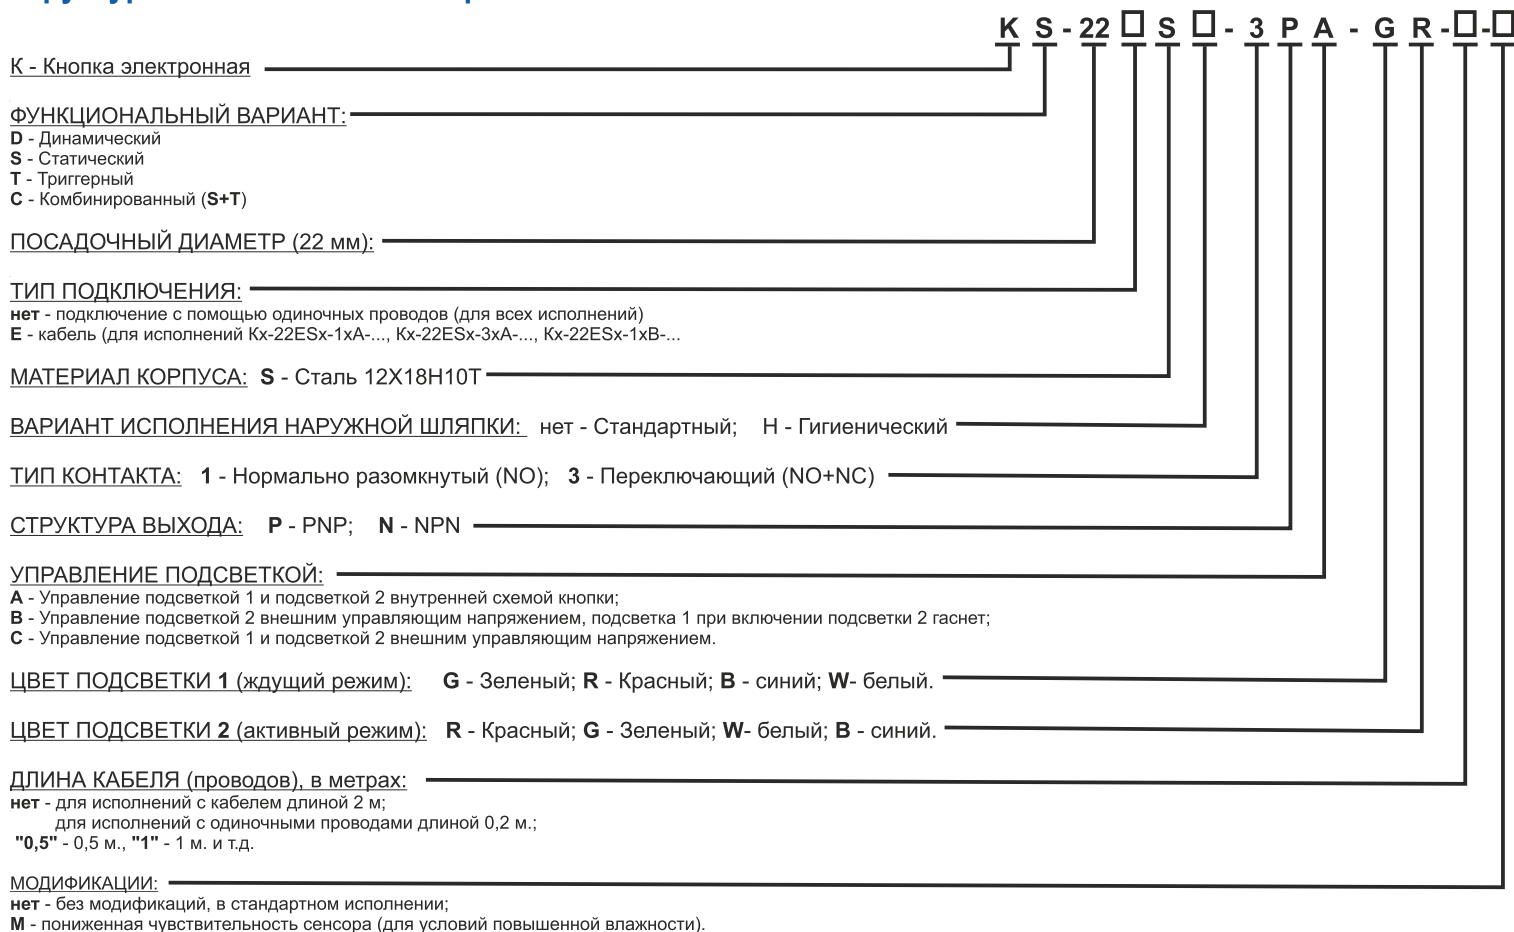 K S - 22 □ S □ - 3 P A - G R - □ - □
К - Кнопка электронная
ФУНКЦИОНАЛЬНЫЙ ВАРИАНТ:
D - Динамический
S - Статический
T - Триггерный
C - Комбинированный (S+T)
ПОСАДОЧНЫЙ ДИАМЕТР (22 мм):
ТИП ПОДКЛЮЧЕНИЯ:
нет - подключение с помощью одиночных проводов (для всех исполнений)
E - кабель (для исполнений Кх-22ESx-1xA-..., Кх-22ESx-3xA-..., Кх-22ESx-1xB-...
МАТЕРИАЛ КОРПУСА: S - Сталь 12Х18Н10Т
ВАРИАНТ ИСПОЛНЕНИЯ НАРУЖНОЙ ШЛЯПКИ: нет - Стандартный; Н - Гигиенический
ТИП КОНТАКТА: 1 - Нормально разомкнутый (NO); 3 - Переключающий (NO+NC)
СТРУКТУРА ВЫХОДА: P - PNP; N - NPN
УПРАВЛЕНИЕ ПОДСВЕТКОЙ:
A - Управление подсветкой 1 и подсветкой 2 внутренней схемой кнопки;
B - Управление подсветкой 2 внешним управляющим напряжением, подсветка 1 при включении подсветки 2 гаснет;
C - Управление подсветкой 1 и подсветкой 2 внешним управляющим напряжением.
ЦВЕТ ПОДСВЕТКИ 1 (ждущий режим): G - Зеленый; R - Красный; B - синий; W- белый.
ЦВЕТ ПОДСВЕТКИ 2 (активный режим): R - Красный; G - Зеленый; W- белый; B - синий.
ДЛИНА КАБЕЛЯ (проводов), в метрах:
нет - для исполнений с кабелем длиной 2 м;
для исполнений с одиночными проводами длиной 0,2 м.;
"0,5" - 0,5 м., "1" - 1 м. и т.д.
МОДИФИКАЦИИ:
нет - без модификаций, в стандартном исполнении;
М - пониженная чувствительность сенсора (для условий повышенной влажности).